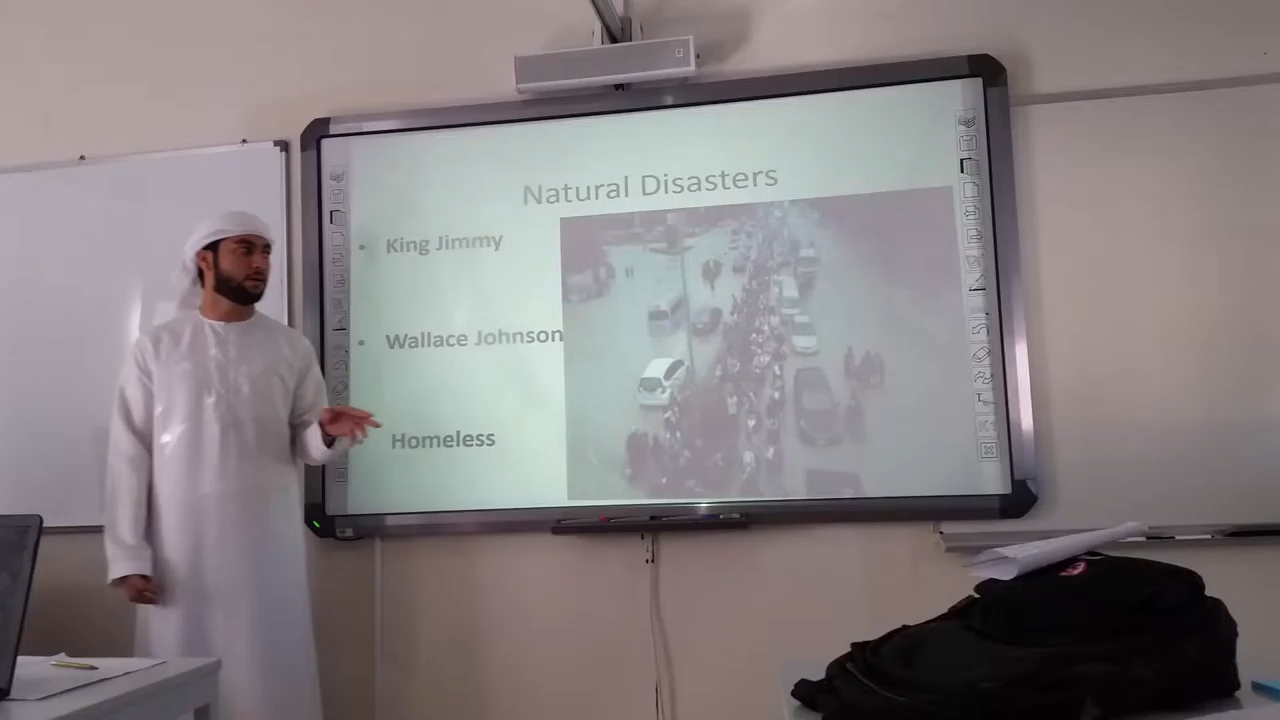 Natural Disasters
• King Jimmy
• Wallace Johnson
Homeless